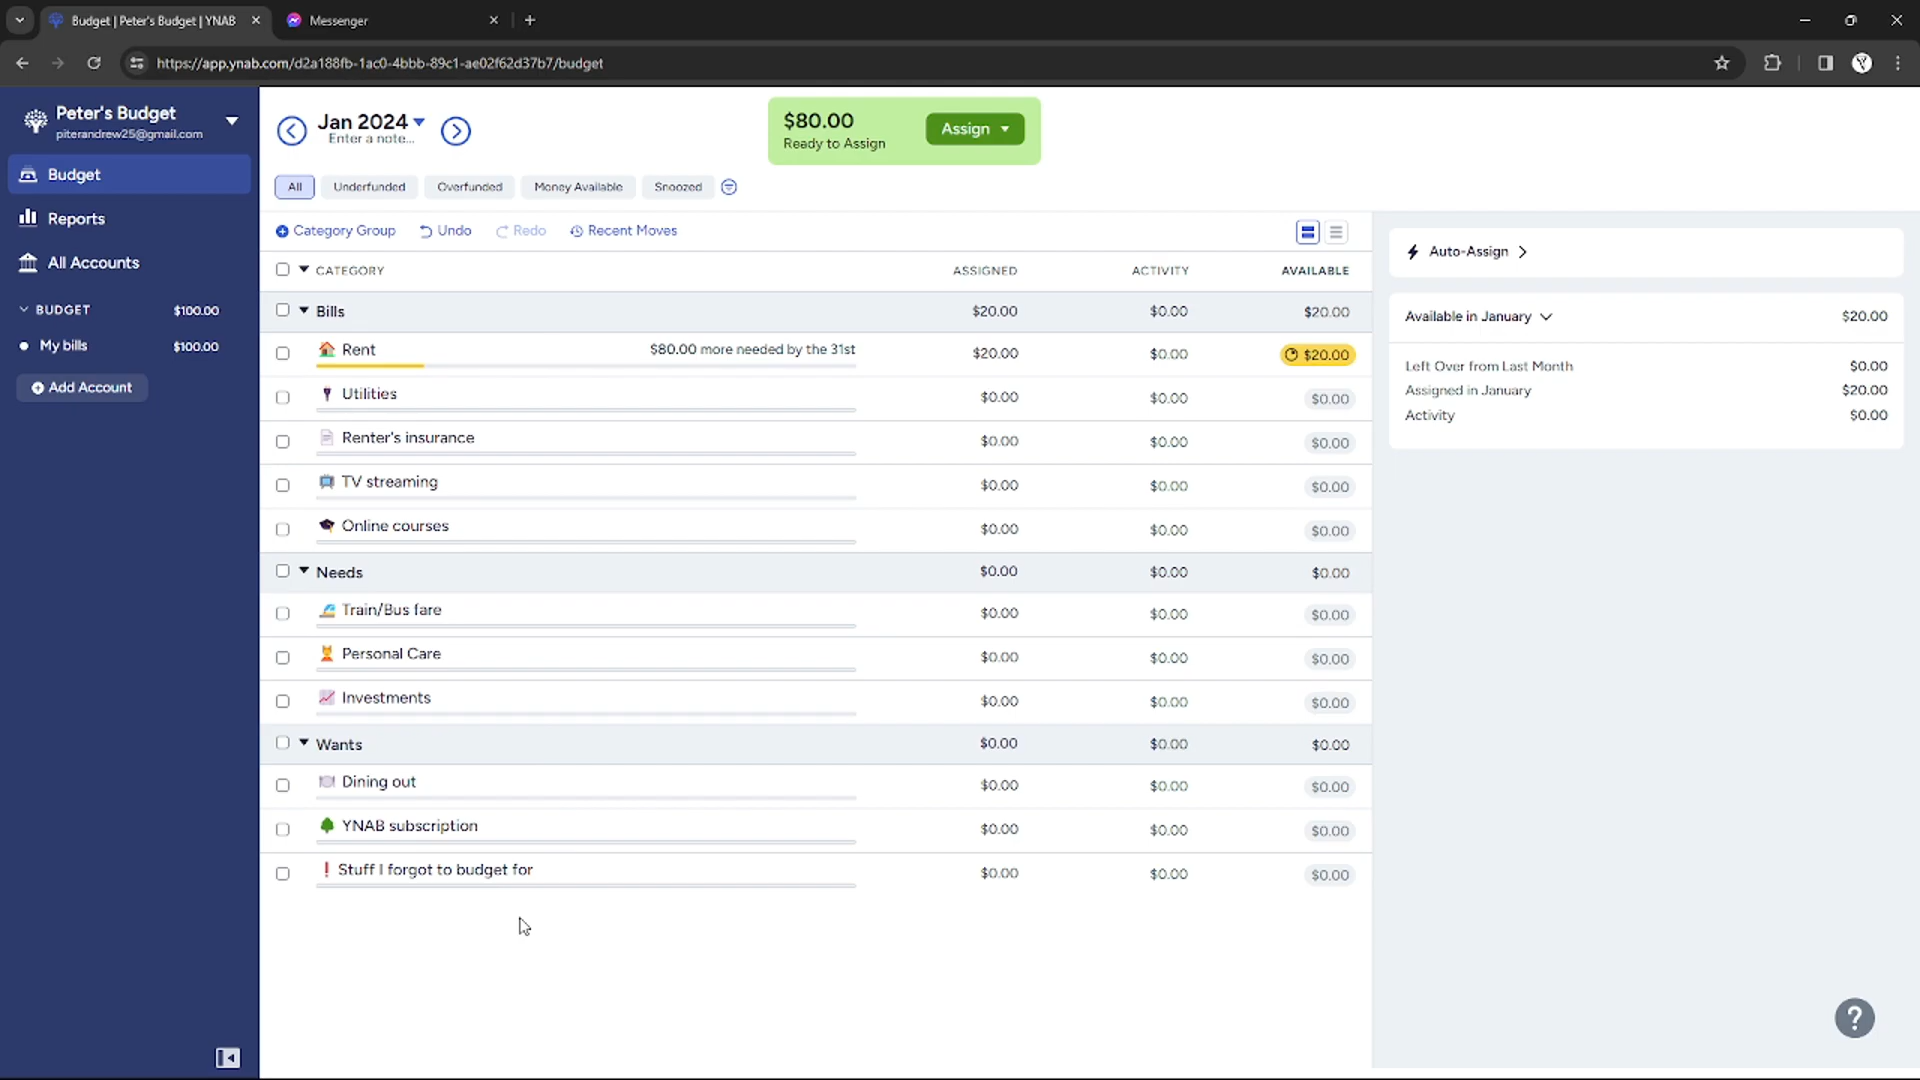 Budget | Peter's Budget | YNAB
Messenger
https://app.ynab.com/d2a188fb-1ac0-4bbb-89c1-ae02f62d37b7/budget
Peter's Budget
piterandrew25@gmail.com
Budget
Reports
All Accounts
BUDGET $100.00
My bills $100.00
Add Account
Jan 2024
Enter a note...
$80.00
Ready to Assign
Assign
All Underfunded Overfunded Money Available Snoozed
Category Group Undo Redo Recent Moves
CATEGORY ASSIGNED ACTIVITY AVAILABLE
Bills $20.00 $0.00 $20.00
Rent $80.00 more needed by the 31st $20.00 $0.00 $20.00
Utilities $0.00 $0.00 $0.00
Renter's insurance $0.00 $0.00 $0.00
TV streaming $0.00 $0.00 $0.00
Online courses $0.00 $0.00 $0.00
Needs $0.00 $0.00 $0.00
Train/Bus fare $0.00 $0.00 $0.00
Personal Care $0.00 $0.00 $0.00
Investments $0.00 $0.00 $0.00
Wants $0.00 $0.00 $0.00
Dining out $0.00 $0.00 $0.00
YNAB subscription $0.00 $0.00 $0.00
Stuff I forgot to budget for $0.00 $0.00 $0.00
Auto-Assign
Available in January $20.00
Left Over from Last Month $0.00
Assigned in January $20.00
Activity $0.00
?